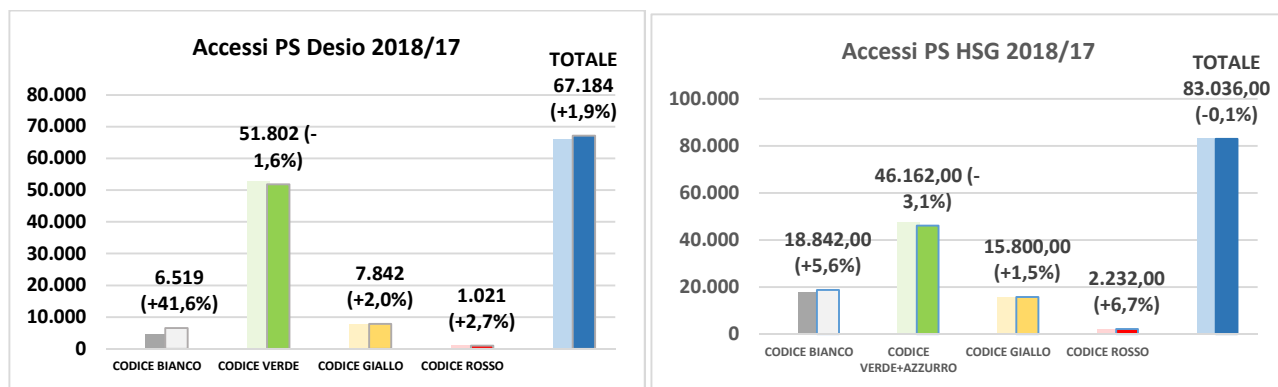 Accessi PS Desio 2018/17
TOTALE
67.184
(+1,9%)
80.000
70.000
60.000
50.000
40.000
30.000
20.000
10.000
0
6.519
(+41,6%)
51.802 (-
1,6%)
7.842
(+2,0%)
1.021
(+2,7%)
CODICE BIANCO
CODICE VERDE
CODICE GIALLO
CODICE ROSSO
Accessi PS HSG 2018/17
TOTALE
83.036,00
(-0,1%)
100.000
80.000
60.000
40.000
20.000
0
18.842,00
(+5,6%)
46.162,00 (-
3,1%)
15.800,00
(+1,5%)
2.232,00
(+6,7%)
CODICE BIANCO
CODICE
VERDE+AZZURRO
CODICE GIALLO
CODICE ROSSO